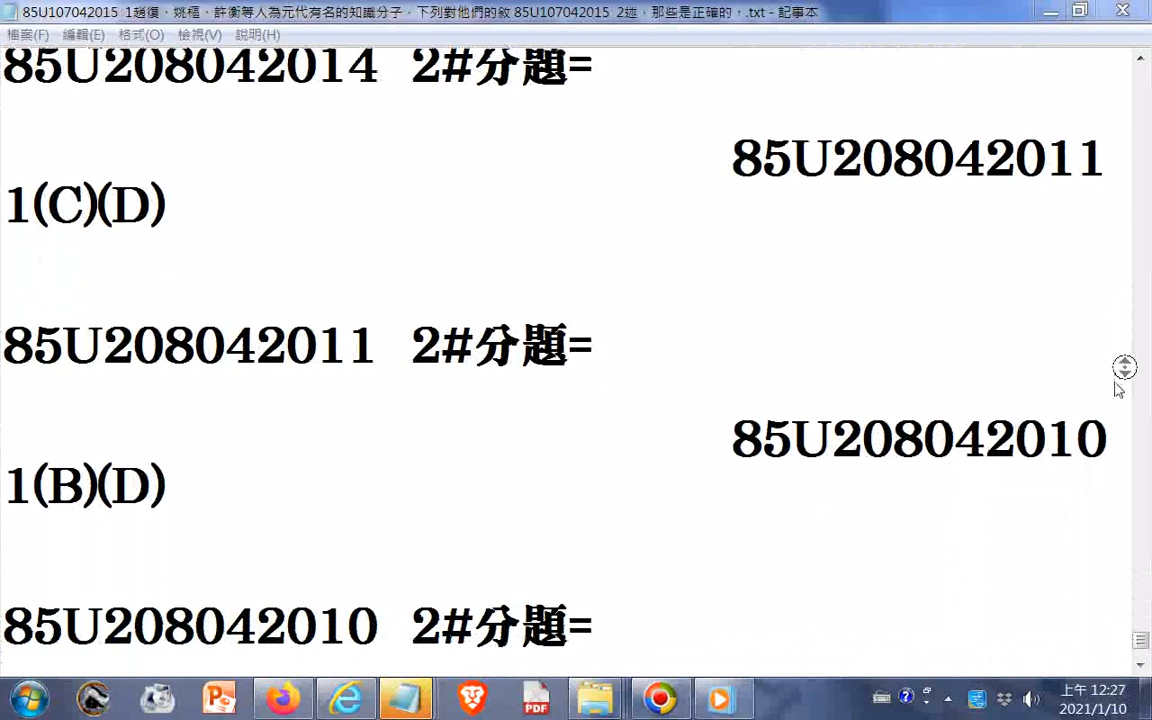 85U107042015 1趙復、姚樞、許衡等人為元代有名的知識分子，下列對他們的敘 85U107042015 2述，那些是正確的，.txt - 記事本
檔案(F) 編輯(E) 格式(O) 檢視(V) 說明(H)
85U208042014 2#分題=
85U208042011
1(C)(D)
85U208042011 2#分題=
85U208042010
1(B)(D)
85U208042010 2#分題=
PDF
上午 12:27
2021/1/10